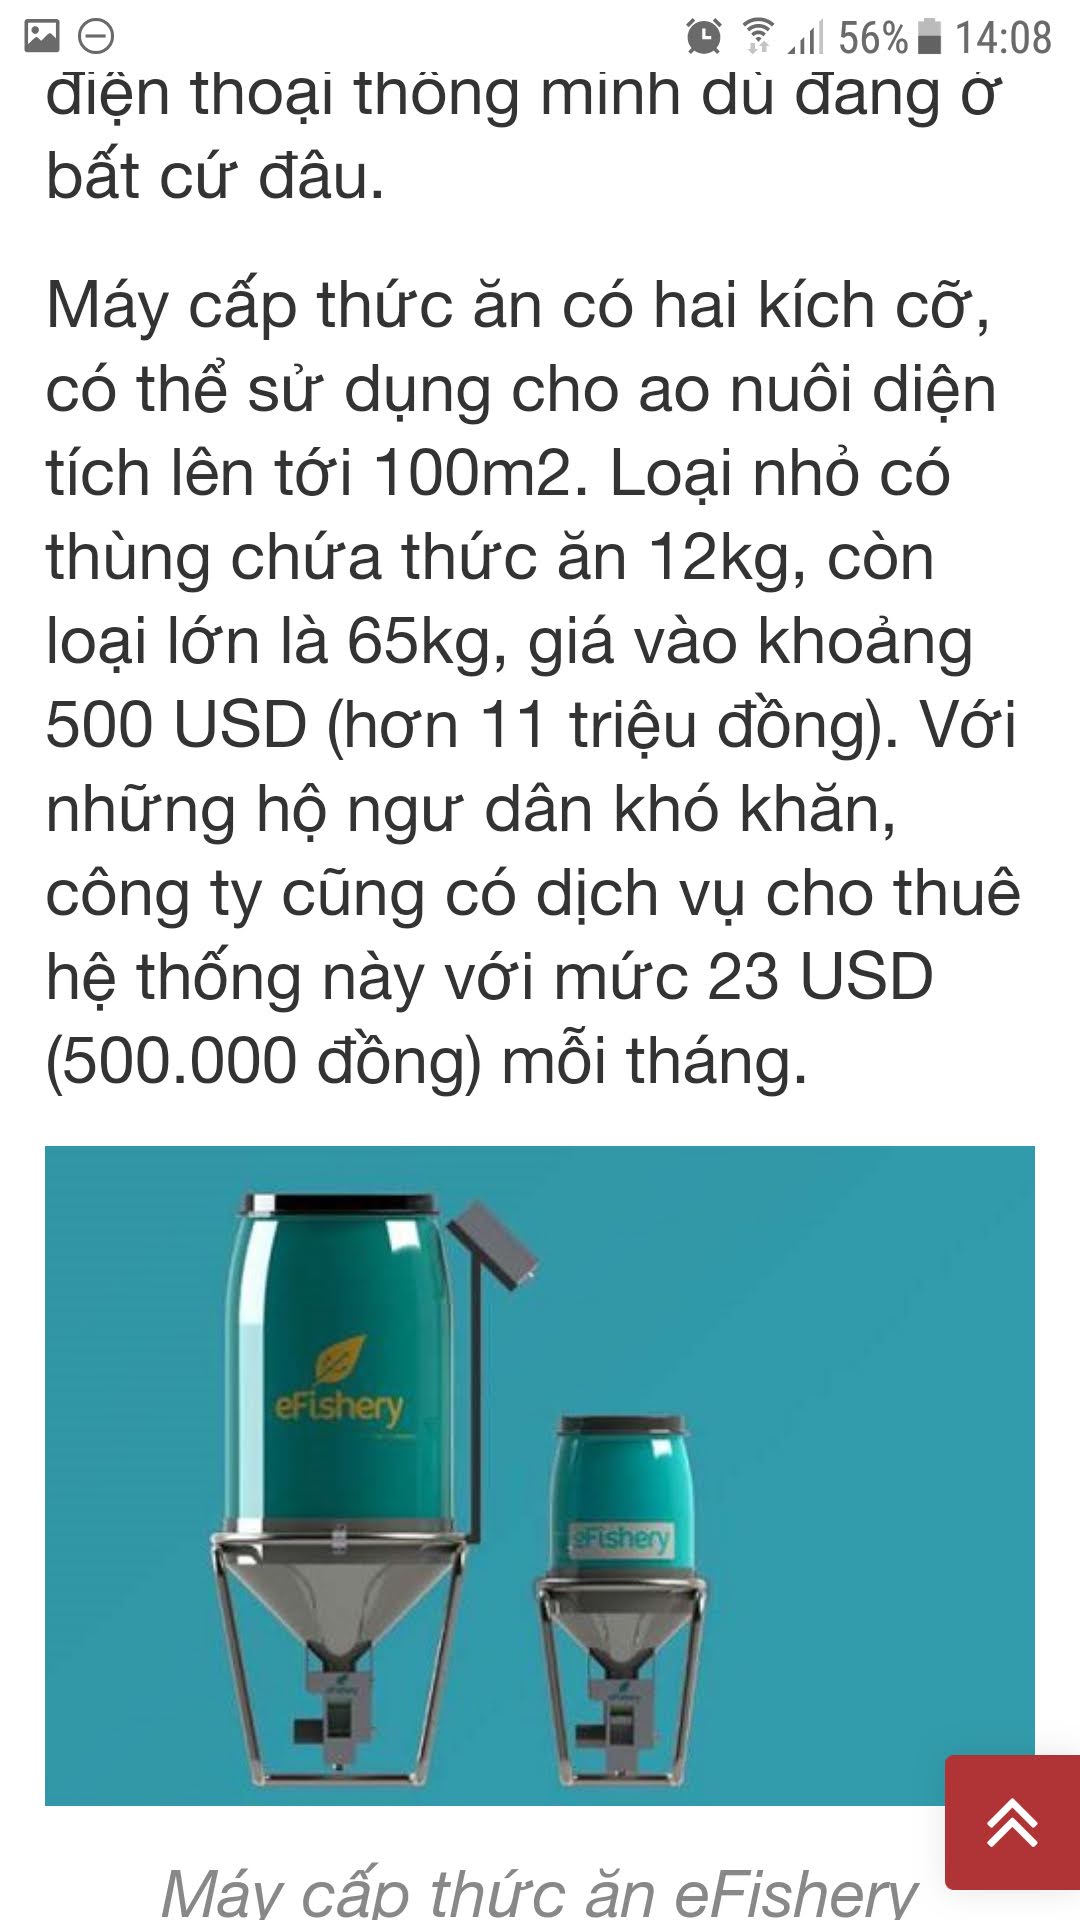 56% 14:08
điện thoại thông minh dù đang ở
bất cứ đâu.
Máy cấp thức ăn có hai kích cỡ,
có thể sử dụng cho ao nuôi diện
tích lên tới 100m2. Loại nhỏ có
thùng chứa thức ăn 12kg, còn
loại lớn là 65kg, giá vào khoảng
500 USD (hơn 11 triệu đồng). Với
những hộ ngư dân khó khăn,
công ty cũng có dịch vụ cho thuê
hệ thống này với mức 23 USD
(500.000 đồng) mỗi tháng.
eFishery
eFishery
Máy cấp thức ăn eFishery